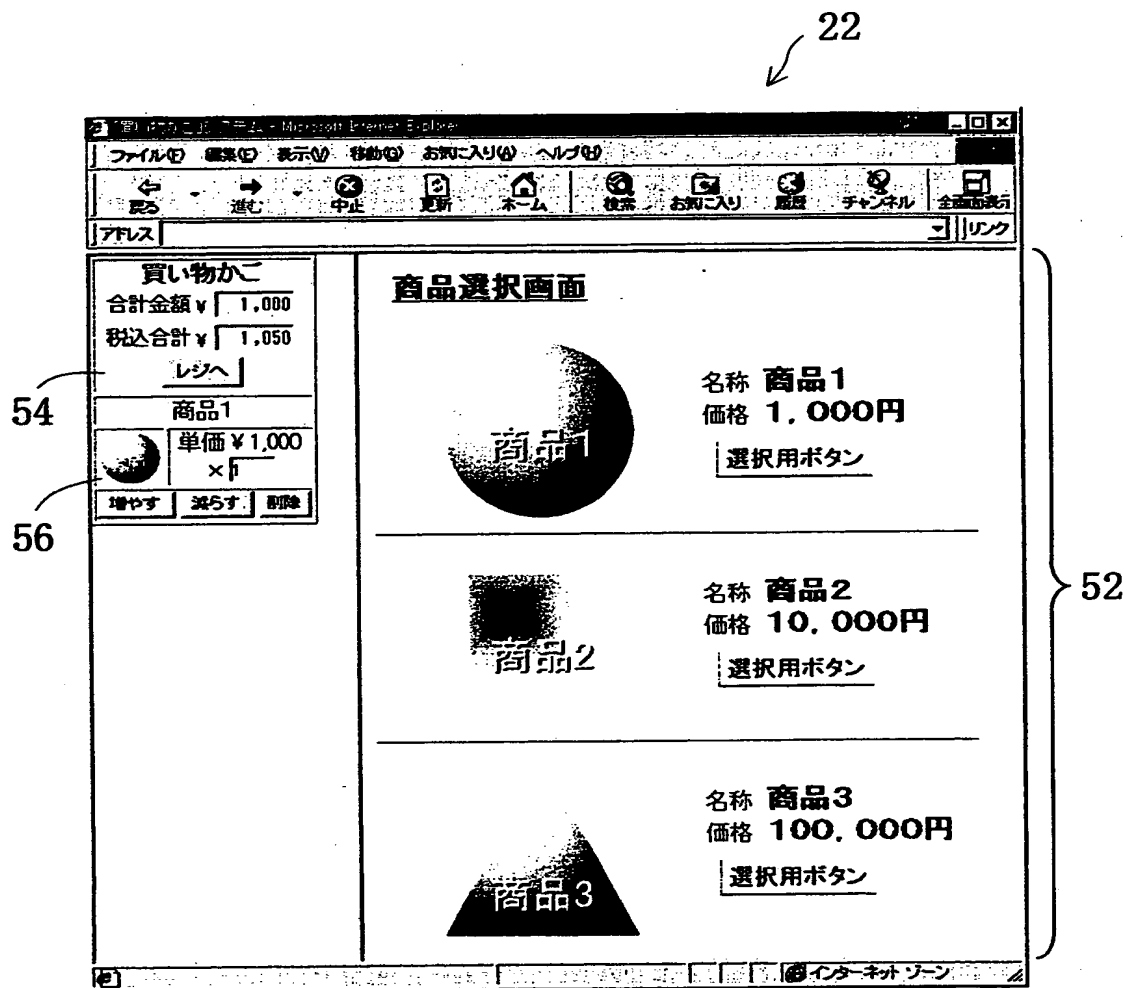 22
Microsoft Internet Explorer
ファイル(F) 編集(E) 表示(V) 移動(G) お気に入り(A) ヘルプ(H)
戻る 進む 中止 更新 ホーム 検索 お気に入り 履歴 チャンネル 全画面表示
アドレス リンク
買い物かご
合計金額¥ 1,000
税込合計¥ 1,050
レジへ
54
商品1
単価¥1,000
×1
56
増やす 減らす 削除
商品選択画面
商品1
名称 商品1
価格 1,000円
選択用ボタン
商品2
名称 商品2
価格 10,000円
選択用ボタン
52
商品3
名称 商品3
価格 100,000円
選択用ボタン
インターネット ゾーン